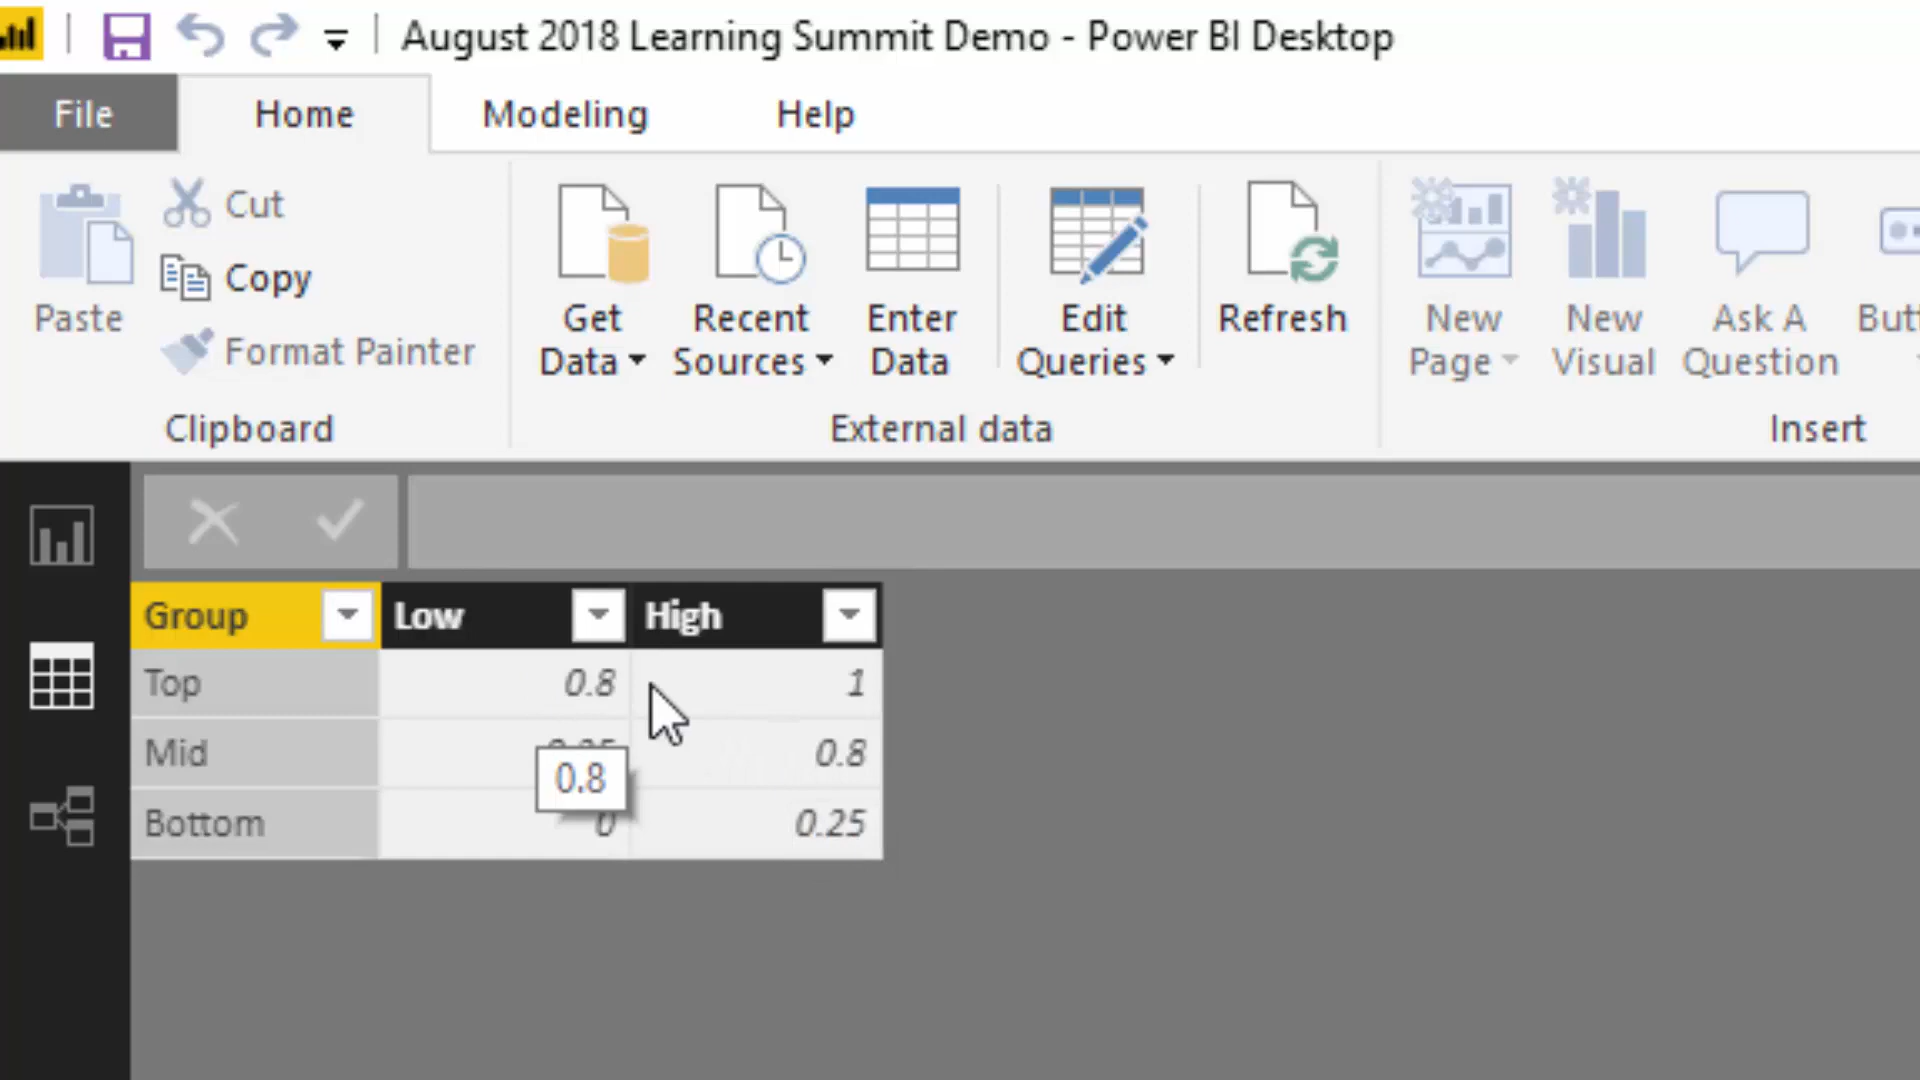 August 2018 Learning Summit Demo - Power BI Desktop
File Home Modeling Help
Cut
Copy
Format Painter
Paste
Clipboard
Get Data
Recent Sources
Enter Data
Edit Queries
Refresh
External data
New Page
New Visual
Ask A Question
Insert
Group Low High
Top 0.8 1
Mid 0.8
0.8
Bottom 0 0.25